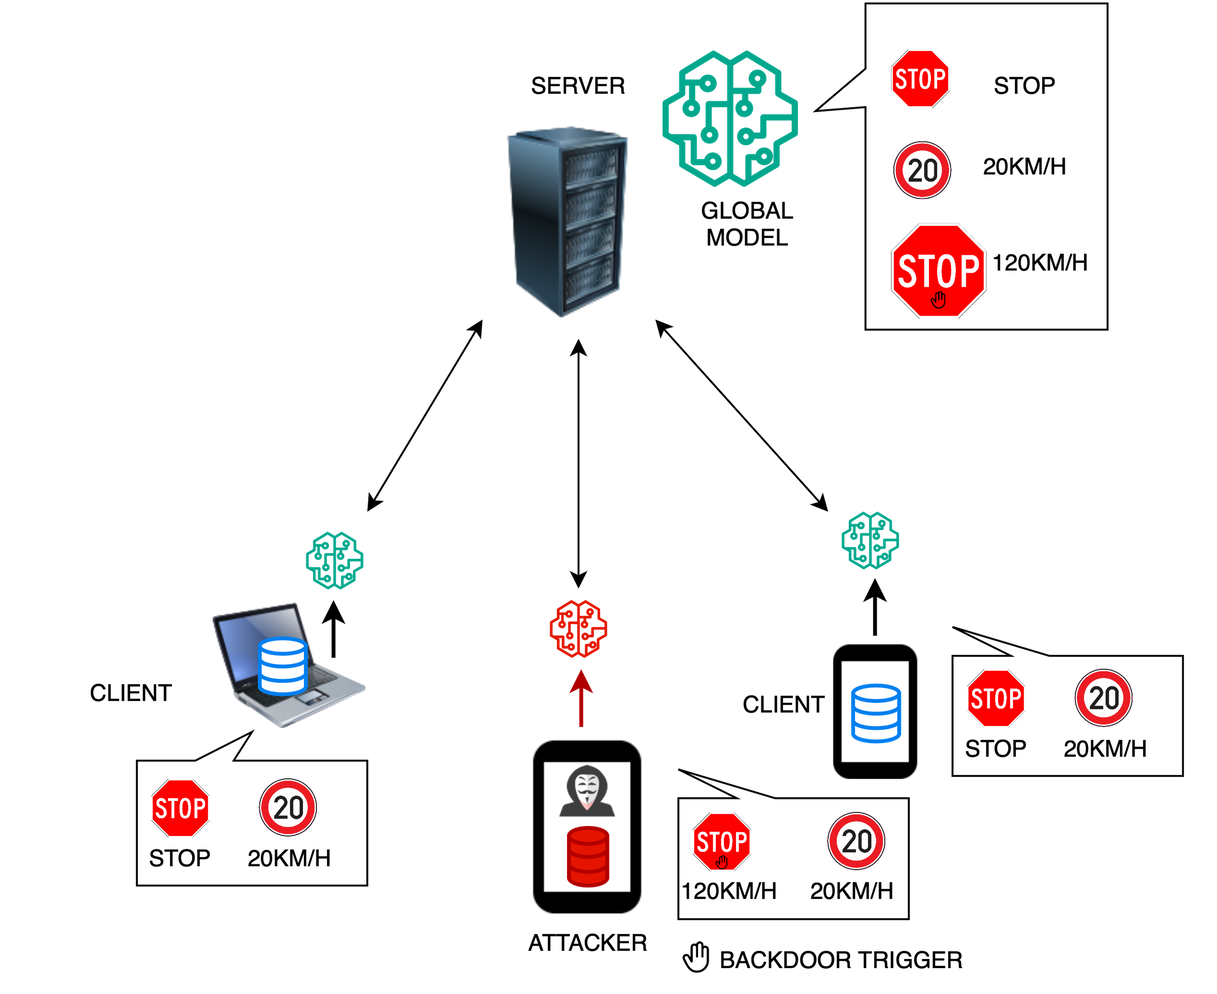 SERVER
GLOBAL
MODEL
STOP
STOP
20
20KM/H
STOP
120KM/H
CLIENT
STOP
20
STOP
20KM/H
CLIENT
STOP
20
STOP
20KM/H
STOP
20
120KM/H
20KM/H
ATTACKER
BACKDOOR TRIGGER